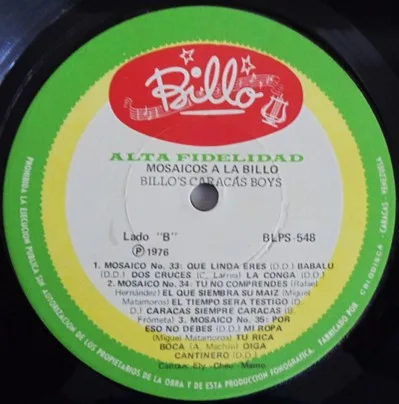 Billo
ALTA FIDELIDAD
MOSAICOS A LA BILLO
BILLO'S CARACAS BOYS
Lado "B"
BLPS-548
Ⓟ 1976
1. MOSAICO No. 33: QUE LINDA ERES (D.D.) BABALU
(D.D.) DOS CRUCES (C. Larrea) LA CONGA (D.D.)
2. MOSAICO No. 34: TU NO COMPRENDES (Rafael
Hernández) EL QUE SIEMBRA SU MAIZ (Miguel
Matamoros) EL TIEMPO SERA TESTIGO (D.
D.) CARACAS SIEMPRE CARACAS (B.
Frómeta) 3. MOSAICO No. 35: POR
ESO NO DEBES (D.D.) MI ROPA
(Miguel Matamoros) TU RICA
BOCA (A. Machín) OIGA
CANTINERO (D.D.)
Cantan: Ely - Cheo - Memo
PROHIBIDA LA EJECUCION PUBLICA SIN AUTORIZACION DE LOS PROPIETARIOS DE LA OBRA Y DE ESTA PRODUCCION FONOGRAFICA. FABRICADO POR
CARACAS - VENEZUELA